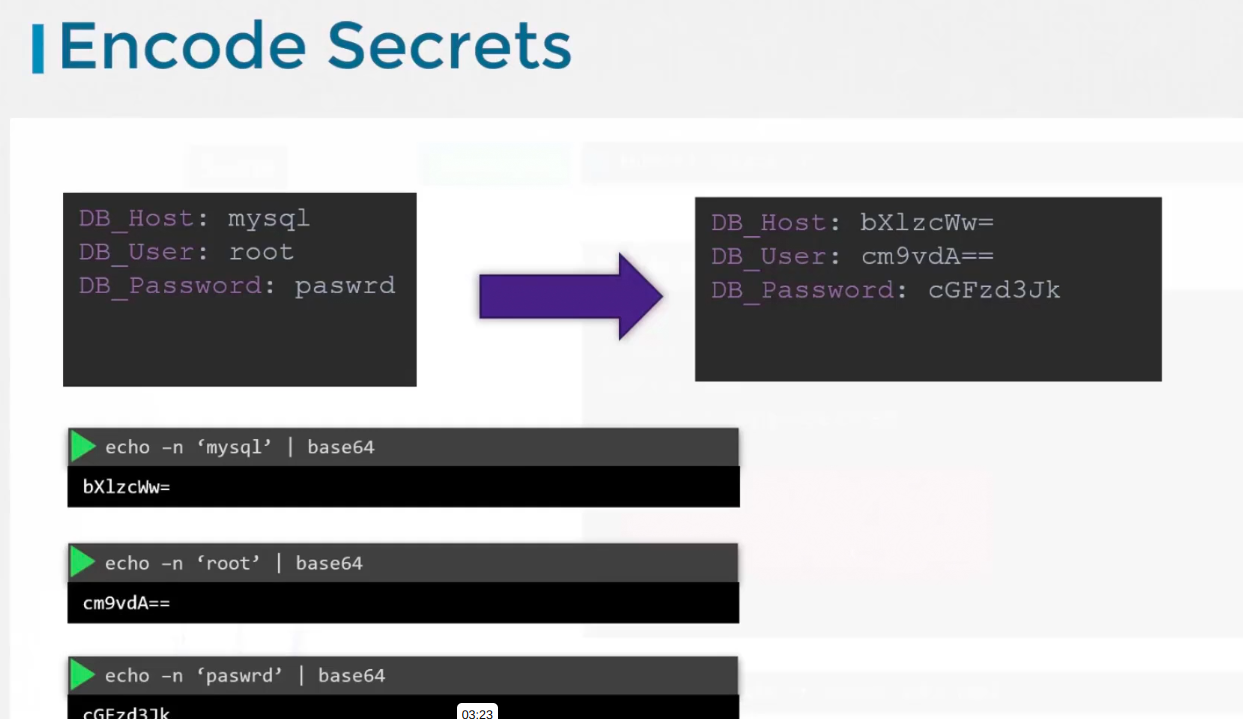 Encode Secrets
DB_Host: mysql
DB_User: root
DB_Password: paswrd
DB_Host: bXlzcWw=
DB_User: cm9vdA==
DB_Password: cGFzd3Jk
echo –n ‘mysql’ | base64
bXlzcWw=
echo –n ‘root’ | base64
cm9vdA==
echo –n ‘paswrd’ | base64
cGFzd3Jk
03:23